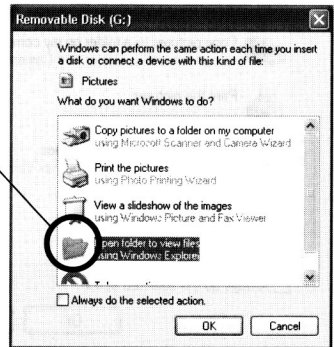 Removable Disk (G:)
Windows can perform the same action each time you insert
a disk or connect a device with this kind of file:
Pictures
What do you want Windows to do?
Copy pictures to a folder on my computer
using Microsoft Scanner and Camera Wizard
Print the pictures
using Photo Printing Wizard
View a slideshow of the images
using Windows Picture and Fax Viewer
open folder to view files
using Windows Explorer
Always do the selected action.
OK Cancel